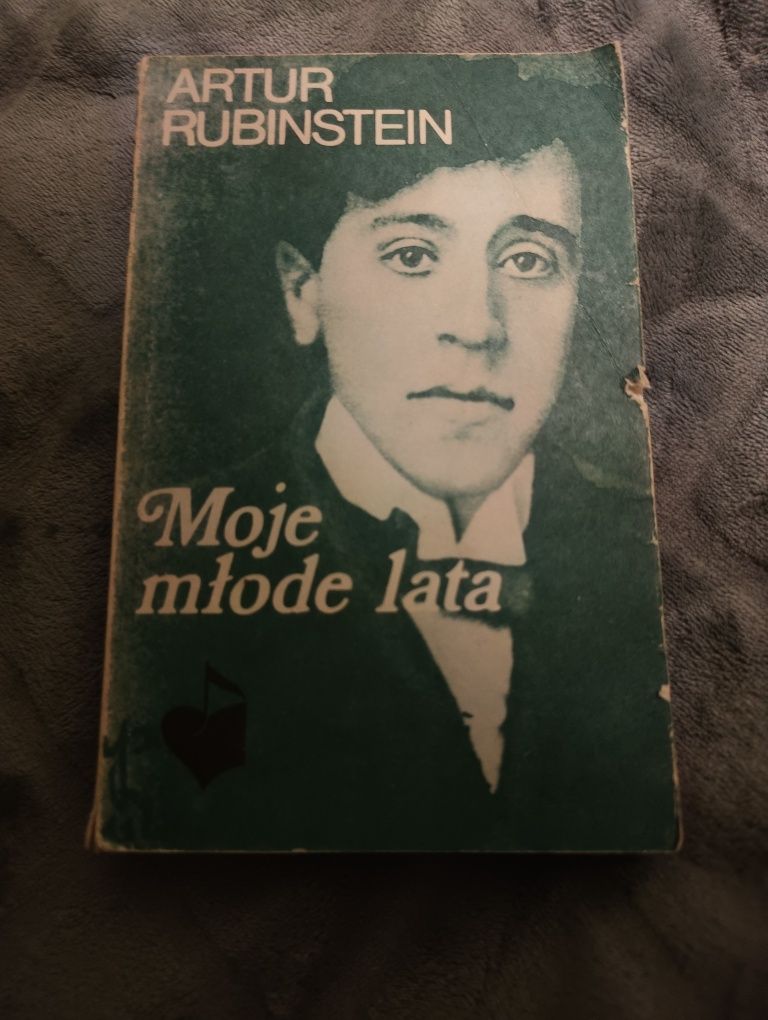 ARTUR
RUBINSTEIN
Moje
młode lata